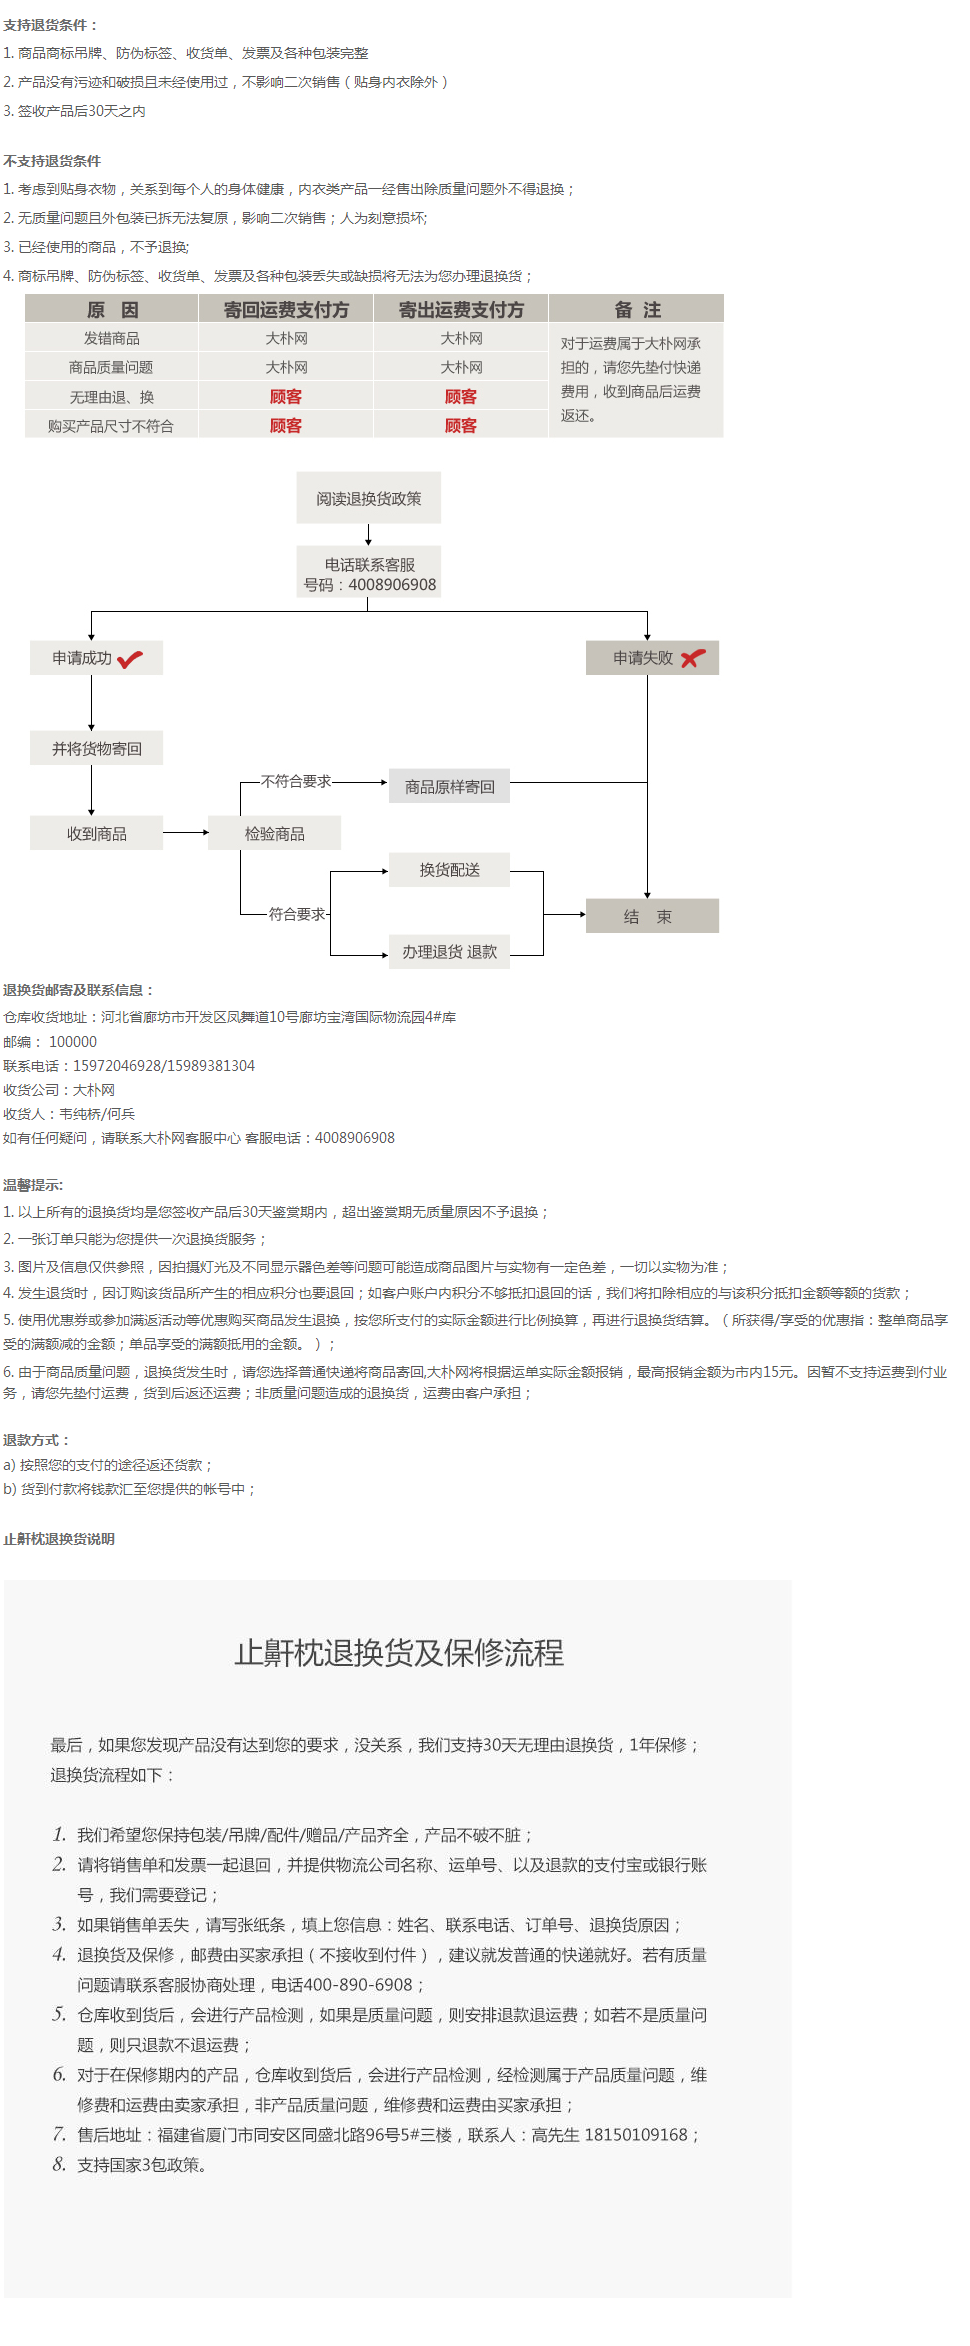 支持退货条件：
1. 商品商标吊牌、防伪标签、收货单、发票及各种包装完整
2. 产品没有污迹和破损且未经使用过，不影响二次销售（贴身内衣除外）
3. 签收产品后30天之内
不支持退货条件
1. 考虑到贴身衣物，关系到每个人的身体健康，内衣类产品一经售出除质量问题外不得退换；
2. 无质量问题且外包装已拆无法复原，影响二次销售；人为刻意损坏;
3. 已经使用的商品，不予退换;
4. 商标吊牌、防伪标签、收货单、发票及各种包装丢失或缺损将无法为您办理退换货；
原 因 寄回运费支付方 寄出运费支付方 备 注
发错商品 大朴网 大朴网
商品质量问题 大朴网 大朴网
无理由退、换 顾客 顾客
购买产品尺寸不符合 顾客 顾客
对于运费属于大朴网承
担的，请您先垫付快递
费用，收到商品后运费
返还。
阅读退换货政策
电话联系客服
号码：4008906908
申请成功
申请失败
并将货物寄回
不符合要求
商品原样寄回
收到商品
检验商品
换货配送
符合要求
结 束
办理退货 退款
退换货邮寄及联系信息：
仓库收货地址：河北省廊坊市开发区凤舞道10号廊坊宝湾国际物流园4#库
邮编： 100000
联系电话：15972046928/15989381304
收货公司：大朴网
收货人：韦纯桥/何兵
如有任何疑问，请联系大朴网客服中心 客服电话：4008906908
温馨提示:
1. 以上所有的退换货均是您签收产品后30天鉴赏期内，超出鉴赏期无质量原因不予退换；
2. 一张订单只能为您提供一次退换货服务；
3. 图片及信息仅供参照，因拍摄灯光及不同显示器色差等问题可能造成商品图片与实物有一定色差，一切以实物为准；
4. 发生退货时，因订购该货品所产生的相应积分也要退回；如客户账户内积分不够抵扣退回的话，我们将扣除相应的与该积分抵扣金额等额的货款；
5. 使用优惠券或参加满返活动等优惠购买商品发生退换，按您所支付的实际金额进行比例换算，再进行退换货结算。（所获得/享受的优惠指：整单商品享
受的满额减的金额；单品享受的满额抵用的金额。）；
6. 由于商品质量问题，退换货发生时，请您选择普通快递将商品寄回,大朴网将根据运单实际金额报销，最高报销金额为市内15元。因暂不支持运费到付业
务，请您先垫付运费，货到后返还运费；非质量问题造成的退换货，运费由客户承担；
退款方式：
a) 按照您的支付的途径返还货款；
b) 货到付款将钱款汇至您提供的帐号中；
止鼾枕退换货说明
止鼾枕退换货及保修流程
最后，如果您发现产品没有达到您的要求，没关系，我们支持30天无理由退换货，1年保修；
退换货流程如下：
1. 我们希望您保持包装/吊牌/配件/赠品/产品齐全，产品不破不脏；
2. 请将销售单和发票一起退回，并提供物流公司名称、运单号、以及退款的支付宝或银行账
号，我们需要登记；
3. 如果销售单丢失，请写张纸条，填上您信息：姓名、联系电话、订单号、退换货原因；
4. 退换货及保修，邮费由买家承担（不接收到付件），建议就发普通的快递就好。若有质量
问题请联系客服协商处理，电话400-890-6908；
5. 仓库收到货后，会进行产品检测，如果是质量问题，则安排退款退运费；如若不是质量问
题，则只退款不退运费；
6. 对于在保修期内的产品，仓库收到货后，会进行产品检测，经检测属于产品质量问题，维
修费和运费由卖家承担，非产品质量问题，维修费和运费由买家承担；
7. 售后地址：福建省厦门市同安区同盛北路96号5#三楼，联系人：高先生 18150109168；
8. 支持国家3包政策。